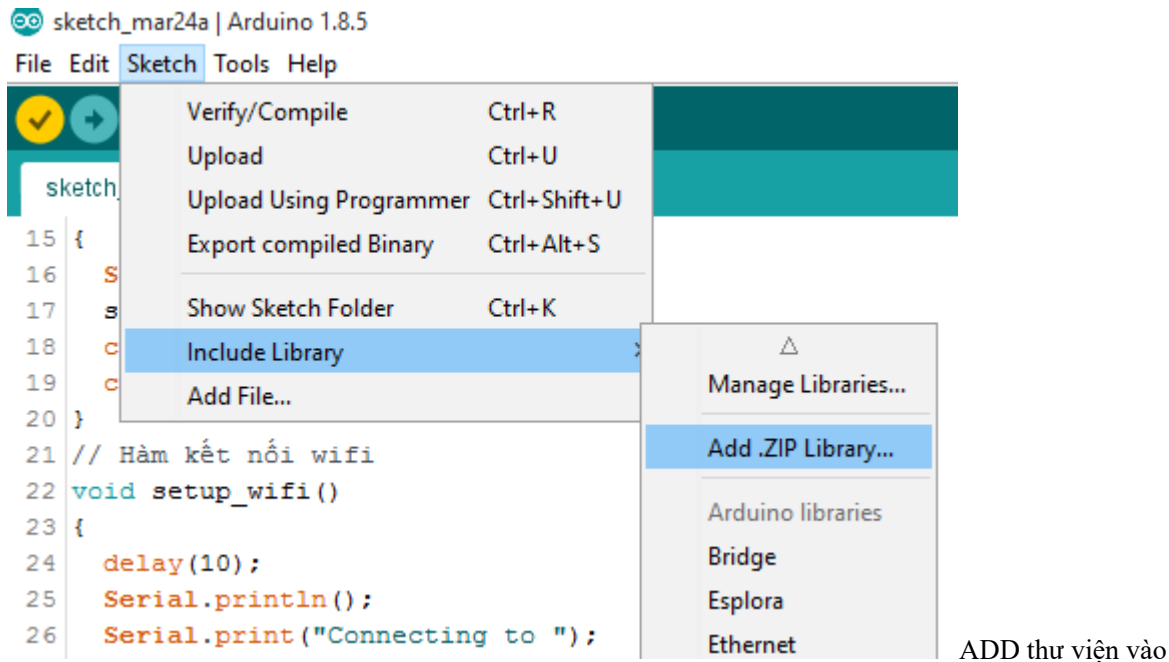 sketch_mar24a | Arduino 1.8.5
File Edit Sketch Tools Help
Verify/Compile Ctrl+R
Upload Ctrl+U
sketch_
Upload Using Programmer Ctrl+Shift+U
15 {
Export compiled Binary Ctrl+Alt+S
16 S
Show Sketch Folder Ctrl+K
17 s
18 c Include Library
19 c Manage Libraries...
Add File...
20 }
21 // Hàm kết nối wifi
Add .ZIP Library...
22 void setup_wifi()
23 {
Arduino libraries
24 delay(10);
Bridge
25 Serial.println();
Esplora
26 Serial.print("Connecting to ");
Ethernet
ADD thư viện vào